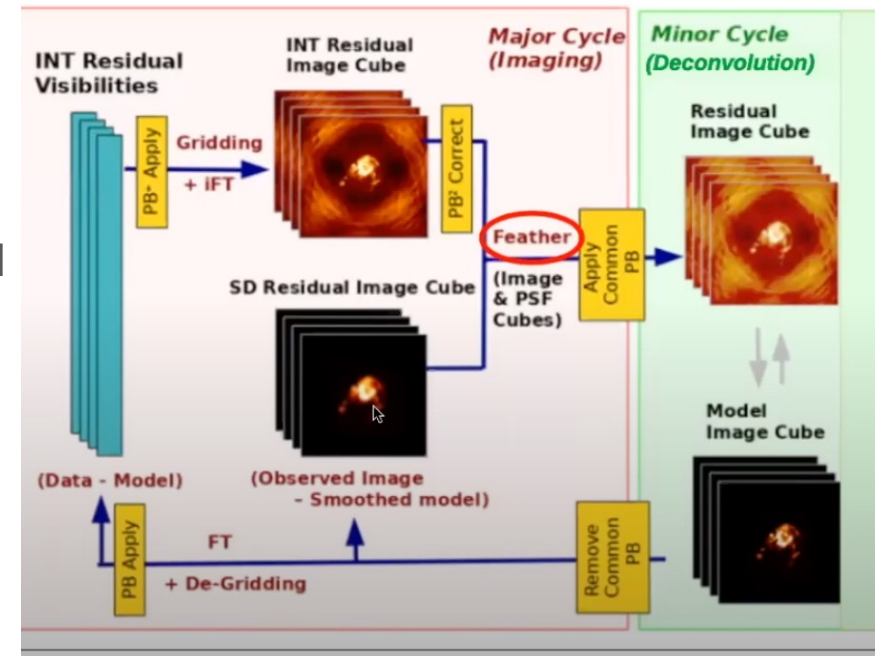 Major Cycle
(Imaging)
Minor Cycle
(Deconvolution)
INT Residual
Visibilities
INT Residual
Image Cube
Residual
Image Cube
PB* Apply
Gridding
+ iFT
PB² Correct
Feather
(Image
& PSF
Cubes)
Apply
Common
PB
SD Residual Image Cube
Model
Image Cube
(Data - Model)
(Observed Image
– Smoothed model)
PB Apply
FT
+ De-Gridding
Remove
Common
PB